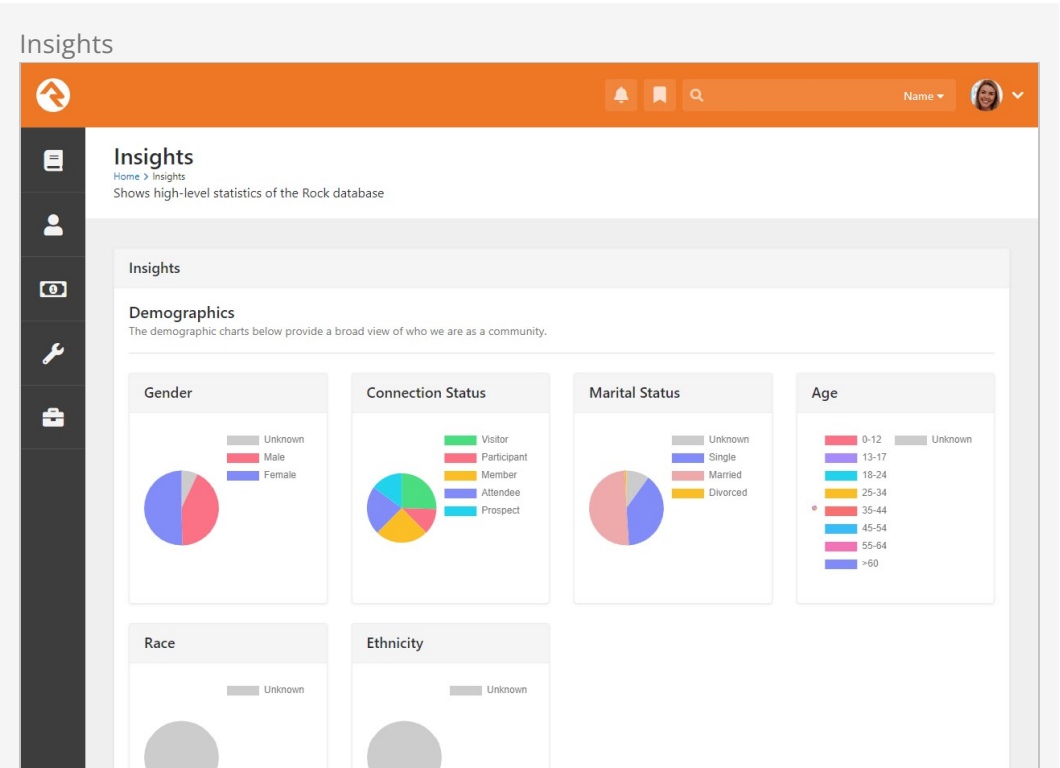 Insights
Name
Insights
Home > Insights
Shows high-level statistics of the Rock database
Insights
Demographics
The demographic charts below provide a broad view of who we are as a community.
Gender
Unknown
Male
Female
Connection Status
Visitor
Participant
Member
Attendee
Prospect
Marital Status
Unknown
Single
Married
Divorced
Age
0-12 Unknown
13-17
18-24
25-34
35-44
45-54
55-64
>60
Race
Unknown
Ethnicity
Unknown